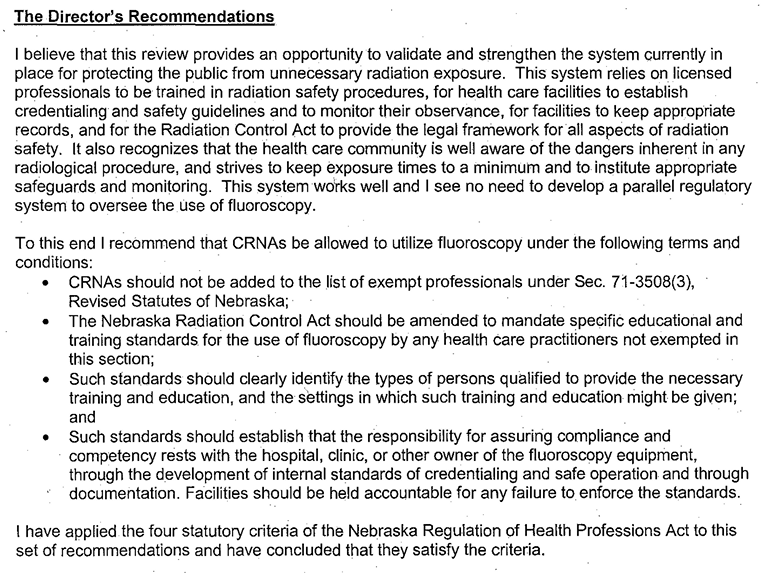 The Director's Recommendations
I believe that this review provides an opportunity to validate and strengthen the system currently in
place for protecting the public from unnecessary radiation exposure. This system relies on licensed
professionals to be trained in radiation safety procedures, for health care facilities to establish
credentialing and safety guidelines and to monitor their observance, for facilities to keep appropriate
records, and for the Radiation Control Act to provide the legal framework for all aspects of radiation
safety. It also recognizes that the health care community is well aware of the dangers inherent in any
radiological procedure, and strives to keep exposure times to a minimum and to institute appropriate
safeguards and monitoring. This system works well and I see no need to develop a parallel regulatory
system to oversee the use of fluoroscopy.
To this end I recommend that CRNAs be allowed to utilize fluoroscopy under the following terms and
conditions:
• CRNAs should not be added to the list of exempt professionals under Sec. 71-3508(3),
Revised Statutes of Nebraska;
• The Nebraska Radiation Control Act should be amended to mandate specific educational and
training standards for the use of fluoroscopy by any health care practitioners not exempted in
this section;
• Such standards should clearly identify the types of persons qualified to provide the necessary
training and education, and the settings in which such training and education might be given;
and
• Such standards should establish that the responsibility for assuring compliance and
competency rests with the hospital, clinic, or other owner of the fluoroscopy equipment,
through the development of internal standards of credentialing and safe operation and through
documentation. Facilities should be held accountable for any failure to enforce the standards.
I have applied the four statutory criteria of the Nebraska Regulation of Health Professions Act to this
set of recommendations and have concluded that they satisfy the criteria.